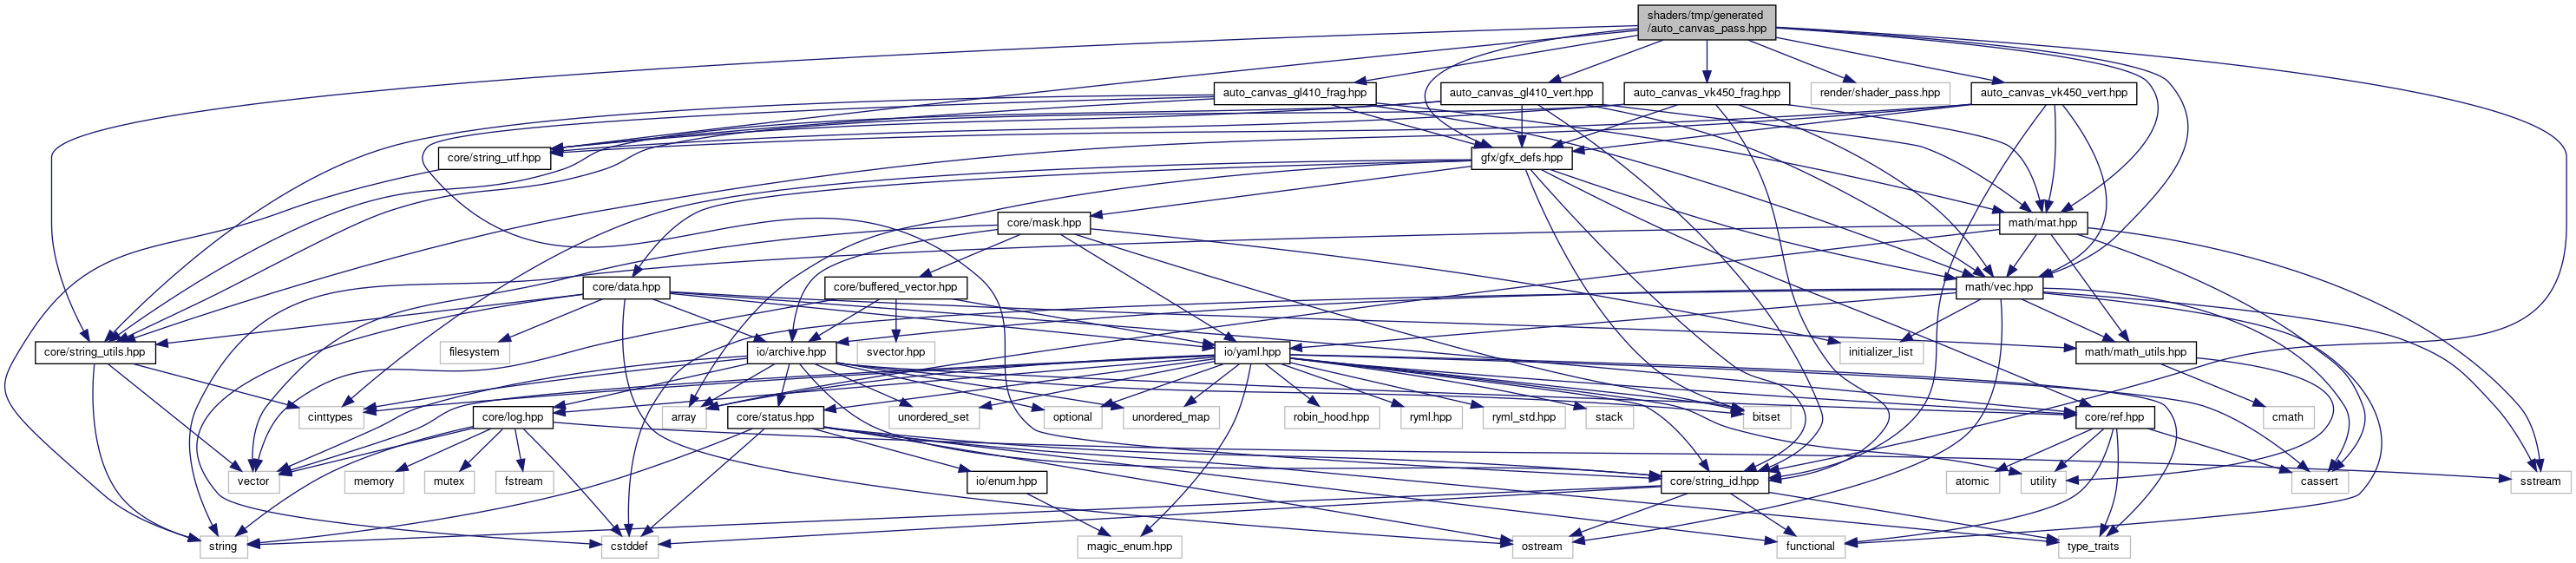 shaders/tmp/generated
/auto_canvas_pass.hpp
auto_canvas_gl410_frag.hpp
auto_canvas_gl410_vert.hpp
auto_canvas_vk450_frag.hpp
render/shader_pass.hpp
auto_canvas_vk450_vert.hpp
core/string_utf.hpp
gfx/gfx_defs.hpp
core/mask.hpp
math/mat.hpp
core/data.hpp
core/buffered_vector.hpp
math/vec.hpp
core/string_utils.hpp
filesystem
io/archive.hpp
svector.hpp
io/yaml.hpp
initializer_list
math/math_utils.hpp
cinttypes
core/log.hpp
array
core/status.hpp
unordered_set
optional
unordered_map
robin_hood.hpp
ryml.hpp
ryml_std.hpp
stack
bitset
core/ref.hpp
cmath
vector
memory
mutex
fstream
io/enum.hpp
core/string_id.hpp
atomic
utility
cassert
sstream
string
cstddef
magic_enum.hpp
ostream
functional
type_traits